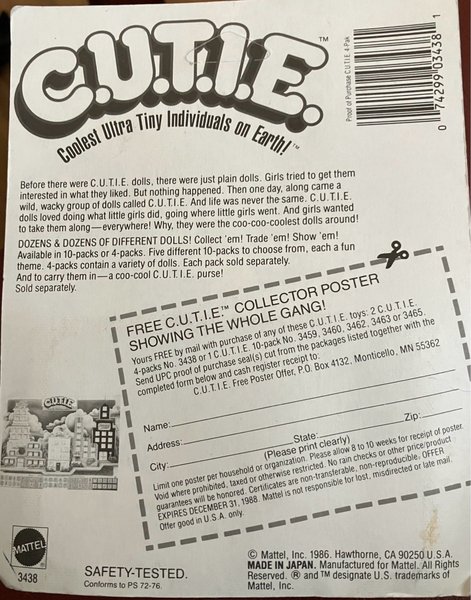 C.U.T.I.E.™
Coolest Ultra Tiny Individuals on Earth!™
Proof of Purchase C.U.T.I.E. 4-Pak
0 74299 03438 1
Before there were C.U.T.I.E. dolls, there were just plain dolls. Girls tried to get them
interested in what they liked. But nothing happened. Then one day, along came a
wild, wacky group of dolls called C.U.T.I.E. And life was never the same. C.U.T.I.E.
dolls loved doing what little girls did, going where little girls went. And girls wanted
to take them along—everywhere! Why, they were the coo-coo-coolest dolls around!
DOZENS & DOZENS OF DIFFERENT DOLLS! Collect 'em! Trade 'em! Show 'em!
Available in 10-packs or 4-packs. Five different 10-packs to choose from, each a fun
theme. 4-packs contain a variety of dolls. Each pack sold separately.
And to carry them in—a coo-cool C.U.T.I.E. purse!
Sold separately.
FREE C.U.T.I.E.™ COLLECTOR POSTER
SHOWING THE WHOLE GANG!
Yours FREE by mail with purchase of any of these C.U.T.I.E. toys: 2 C.U.T.I.E.
4-packs No. 3438 or 1 C.U.T.I.E. 10-pack No. 3459, 3460, 3462, 3463 or 3465.
Send UPC proof of purchase seal(s) cut from the packages listed together with the
completed form below and cash register receipt to:
C.U.T.I.E. Free Poster Offer, P.O. Box 4132, Monticello, MN 55362
Name:
Address:
City: State: Zip:
(Please print clearly)
Limit one poster per household or organization. Please allow 8 to 10 weeks for receipt of poster.
Void where prohibited, taxed or otherwise restricted. No rain checks or other price/product
guarantees will be honored. Certificates are non-transferable, non-reproducible. OFFER
EXPIRES DECEMBER 31, 1988. Mattel is not responsible for lost, misdirected or late mail.
Offer good in U.S.A. only.
CUTIE
MATTEL
3438
SAFETY-TESTED.
Conforms to PS 72-76.
© Mattel, Inc. 1986. Hawthorne, CA 90250 U.S.A.
MADE IN JAPAN. Manufactured for Mattel. All Rights
Reserved. ® and ™ designate U.S. trademarks of
Mattel, Inc.